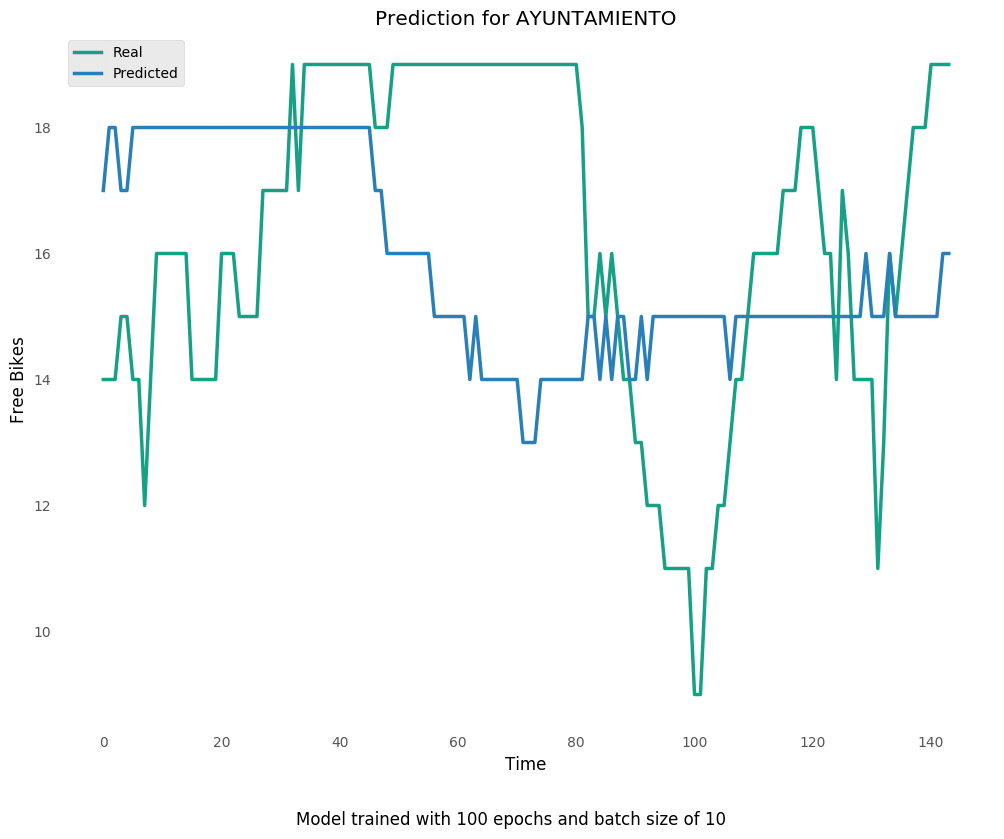 Prediction for AYUNTAMIENTO
Real
Predicted
18
16
14
12
10
Free Bikes
0 20 40 60 80 100 120 140
Time
Model trained with 100 epochs and batch size of 10